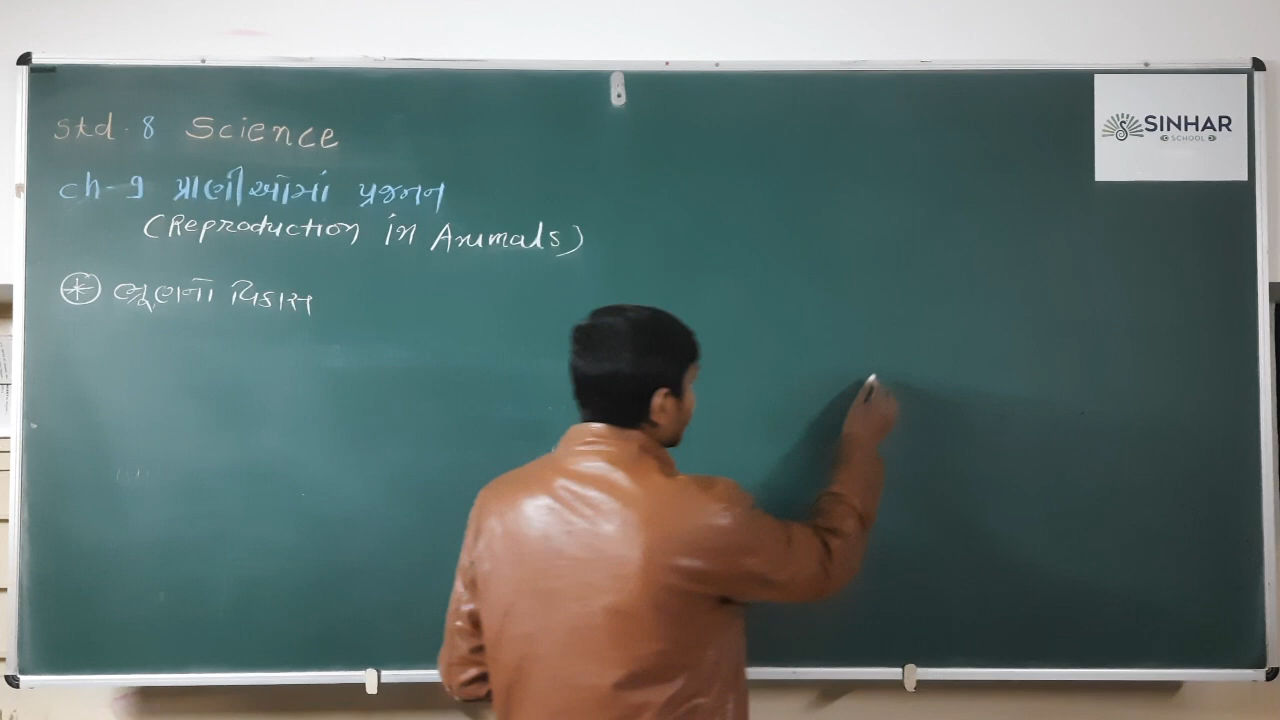 Std. 8 Science
Ch-9 પ્રાણીઓમાં પ્રજનન
(Reproduction in Animals)
* ભ્રૂણનો વિકાસ
SINHAR
SCHOOL